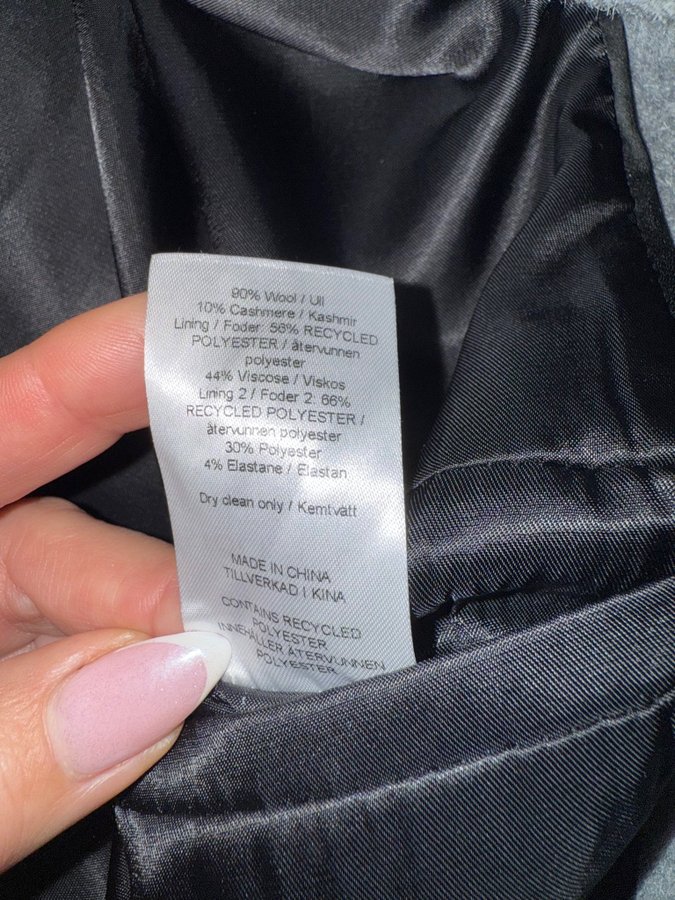 90% Wool / Ull
10% Cashmere / Kashmir
Lining / Foder: 56% RECYCLED
POLYESTER / återvunnen
polyester
44% Viscose / Viskos
Lining 2 / Foder 2: 66%
RECYCLED POLYESTER /
återvunnen polyester
30% Polyester
4% Elastane / Elastan
Dry clean only / Kemtvätt
MADE IN CHINA
TILLVERKAD I KINA
CONTAINS RECYCLED
POLYESTER
INNEHÅLLER ÅTERVUNNEN
POLYESTER